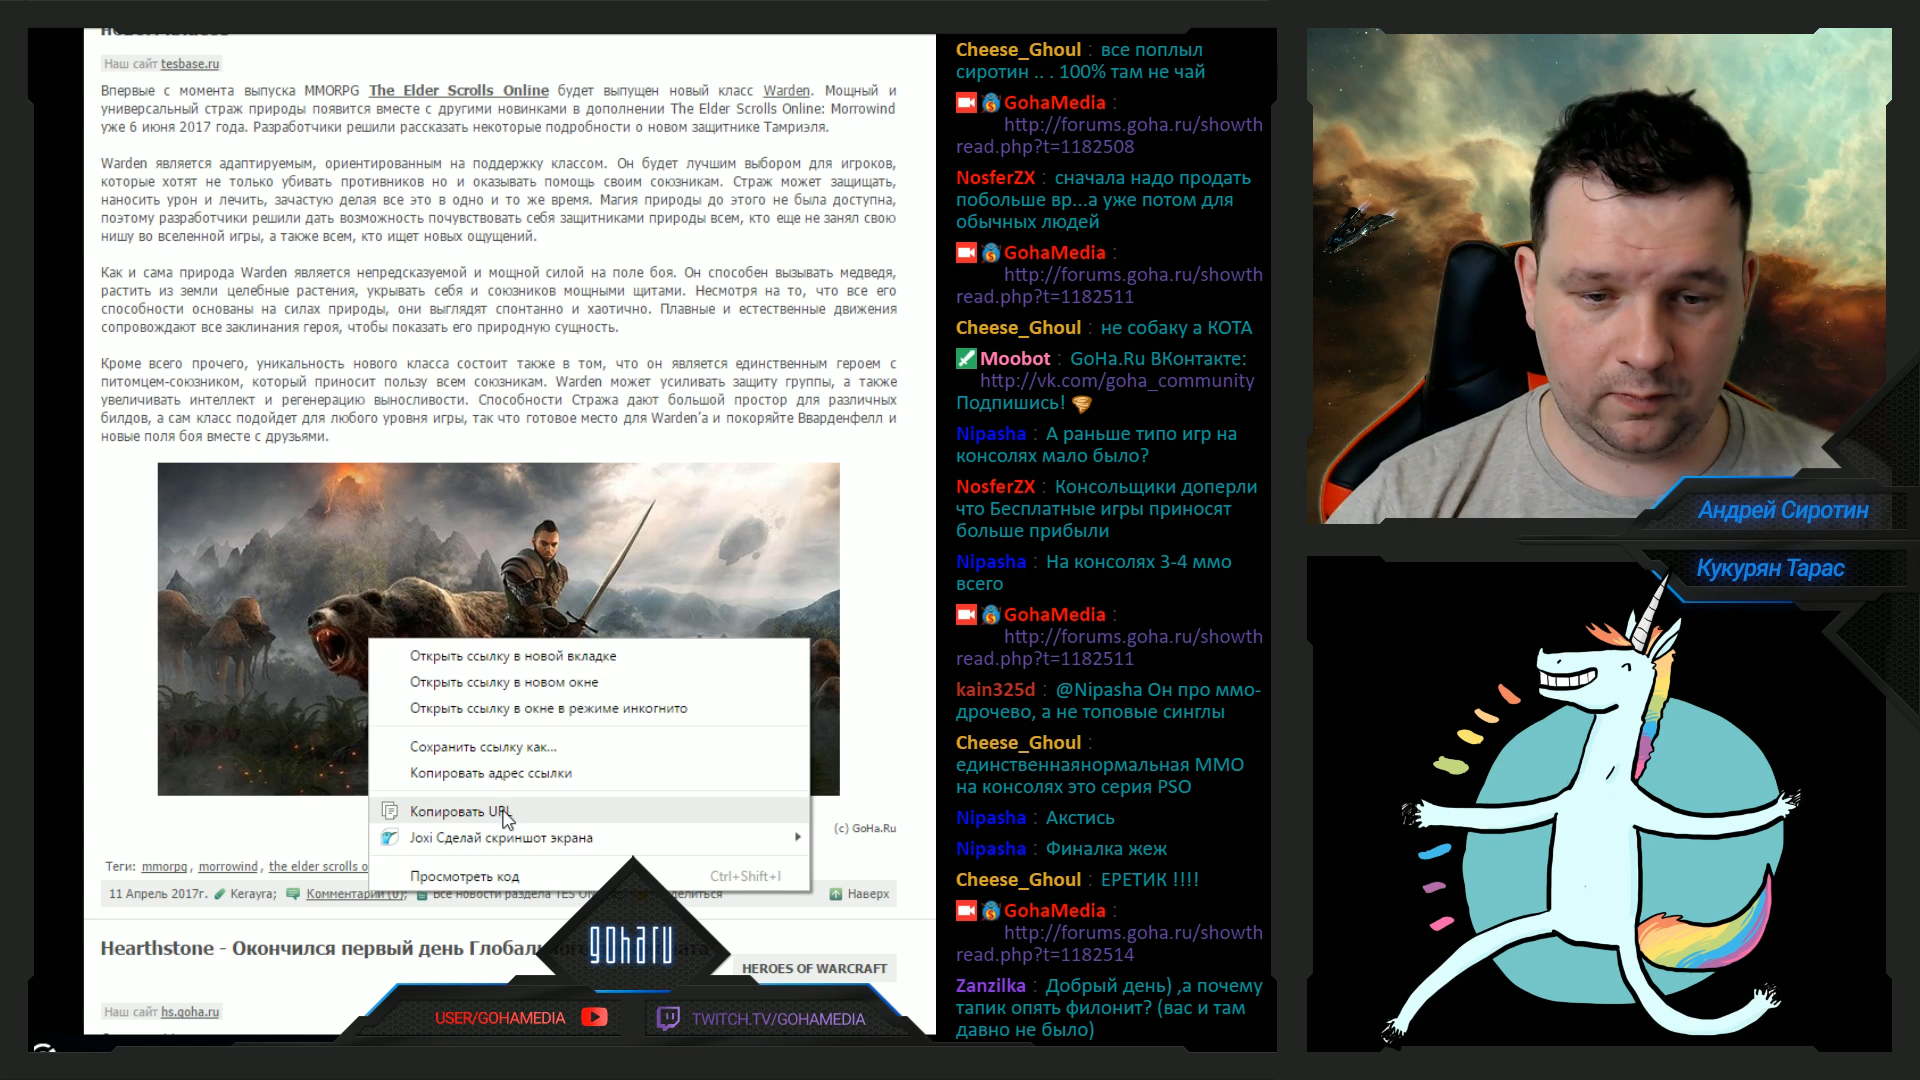 Наш сайт tesbase.ru
Впервые с момента выпуска MMORPG The Elder Scrolls Online будет выпущен новый класс Warden. Мощный и
универсальный страж природы появится вместе с другими новинками в дополнении The Elder Scrolls Online: Morrowind
уже 6 июня 2017 года. Разработчики решили рассказать некоторые подробности о новом защитнике Тамриэля.
Warden является адаптируемым, ориентированным на поддержку классом. Он будет лучшим выбором для игроков,
которые хотят не только убивать противников но и оказывать помощь своим союзникам. Страж может защищать,
наносить урон и лечить, зачастую делая все это в одно и то же время. Магия природы до этого не была доступна,
поэтому разработчики решили дать возможность почувствовать себя защитниками природы всем, кто еще не занял свою
нишу во вселенной игры, а также всем, кто ищет новых ощущений.
Как и сама природа Warden является непредсказуемой и мощной силой на поле боя. Он способен вызывать медведя,
растить из земли целебные растения, укрывать себя и союзников мощными щитами. Несмотря на то, что все его
способности основаны на силах природы, они выглядят спонтанно и хаотично. Плавные и естественные движения
сопровождают все заклинания героя, чтобы показать его природную сущность.
Кроме всего прочего, уникальность нового класса состоит также в том, что он является единственным героем с
питомцем-союзником, который приносит пользу всем союзникам. Warden может усиливать защиту группы, а также
увеличивать интеллект и регенерацию выносливости. Способности Стража дают большой простор для различных
билдов, а сам класс подойдет для любого уровня игры, так что готовое место для Warden'а и покоряйте Вварденфелл и
новые поля боя вместе с друзьями.
Открыть ссылку в новой вкладке
Открыть ссылку в новом окне
Открыть ссылку в окне в режиме инкогнито
Сохранить ссылку как...
Копировать адрес ссылки
Копировать URL
Joxi Сделай скриншот экрана
Просмотреть код Ctrl+Shift+I
(c) GoHa.Ru
Теги: mmorpg, morrowind, the elder scrolls o
11 Апрель 2017г. Kerayra; Комментарии (0); Все новости раздела TES On делиться Наверх
Hearthstone - Окончился первый день Глобаль
HEROES OF WARCRAFT
Наш сайт hs.goha.ru
goharu
USER/GOHAMEDIA
TWITCH.TV/GOHAMEDIA
Cheese_Ghoul : все поплыл
сиротин .. . 100% там не чай
GohaMedia :
http://forums.goha.ru/showth
read.php?t=1182508
NosferZX : сначала надо продать
побольше вр...а уже потом для
обычных людей
GohaMedia :
http://forums.goha.ru/showth
read.php?t=1182511
Cheese_Ghoul : не собаку а КОТА
Moobot : GoHa.Ru ВКонтакте:
http://vk.com/goha_community
Подпишись!
Nipasha : А раньше типо игр на
консолях мало было?
NosferZX : Консольщики доперли
что Бесплатные игры приносят
больше прибыли
Nipasha : На консолях 3-4 ммо
всего
GohaMedia :
http://forums.goha.ru/showth
read.php?t=1182511
kain325d : @Nipasha Он про ммо-
дрочево, а не топовые синглы
Cheese_Ghoul :
единственнаянормальная ММО
на консолях это серия PSO
Nipasha : Акстись
Nipasha : Финалка жеж
Cheese_Ghoul : ЕРЕТИК !!!!
GohaMedia :
http://forums.goha.ru/showth
read.php?t=1182514
Zanzilka : Добрый день) ,а почему
тапик опять филонит? (вас и там
давно не было)
Андрей Сиротин
Кукурян Тарас